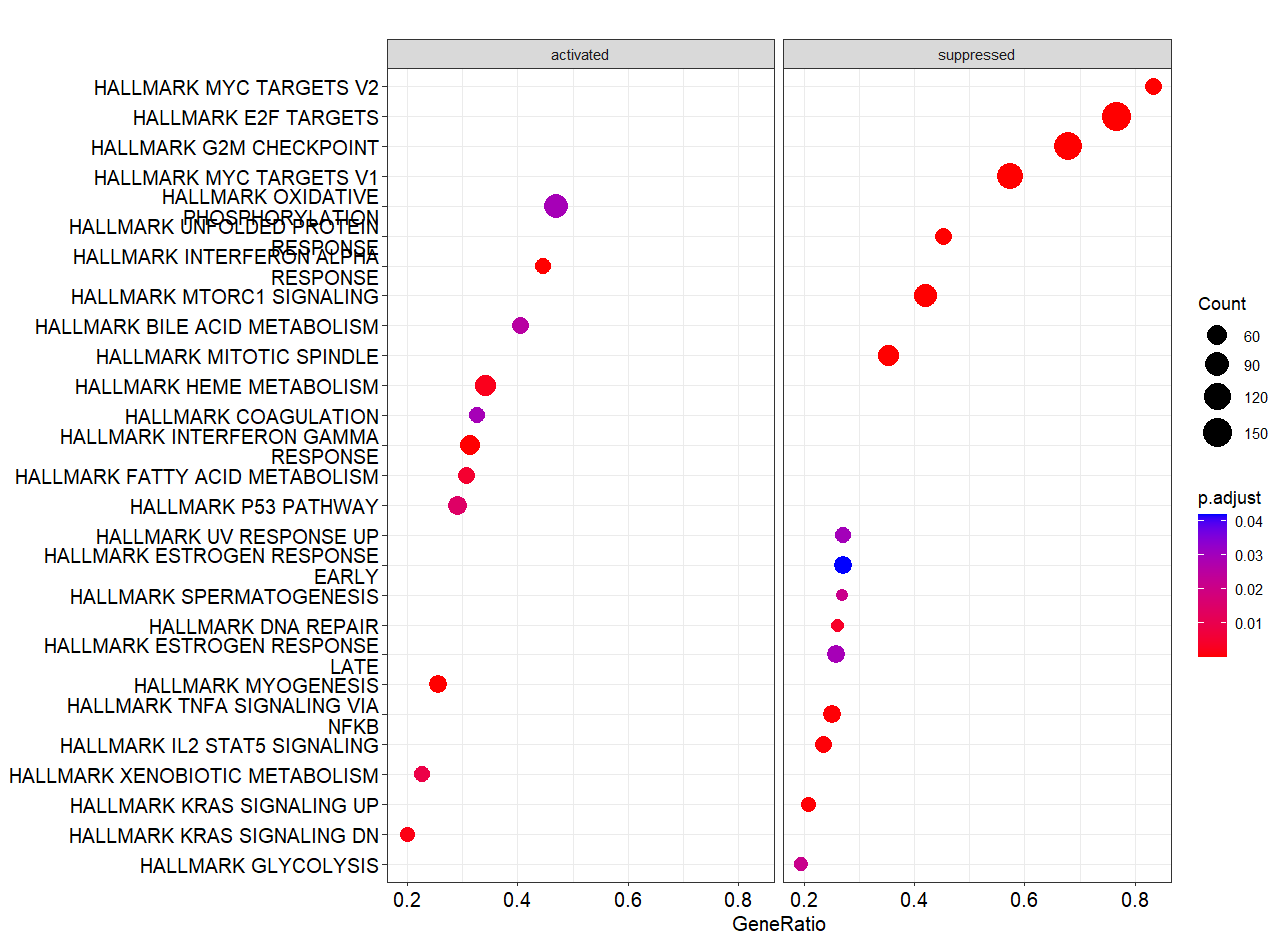 activated
suppressed
HALLMARK MYC TARGETS V2
HALLMARK E2F TARGETS
HALLMARK G2M CHECKPOINT
HALLMARK MYC TARGETS V1
HALLMARK OXIDATIVE
PHOSPHORYLATION
HALLMARK UNFOLDED PROTEIN
RESPONSE
HALLMARK INTERFERON ALPHA
RESPONSE
HALLMARK MTORC1 SIGNALING
HALLMARK BILE ACID METABOLISM
HALLMARK MITOTIC SPINDLE
HALLMARK HEME METABOLISM
HALLMARK COAGULATION
HALLMARK INTERFERON GAMMA
RESPONSE
HALLMARK FATTY ACID METABOLISM
HALLMARK P53 PATHWAY
HALLMARK UV RESPONSE UP
HALLMARK ESTROGEN RESPONSE
EARLY
HALLMARK SPERMATOGENESIS
HALLMARK DNA REPAIR
HALLMARK ESTROGEN RESPONSE
LATE
HALLMARK MYOGENESIS
HALLMARK TNFA SIGNALING VIA
NFKB
HALLMARK IL2 STAT5 SIGNALING
HALLMARK XENOBIOTIC METABOLISM
HALLMARK KRAS SIGNALING UP
HALLMARK KRAS SIGNALING DN
HALLMARK GLYCOLYSIS
0.2 0.4 0.6 0.8
0.2 0.4 0.6 0.8
GeneRatio
Count
60
90
120
150
p.adjust
0.04
0.03
0.02
0.01